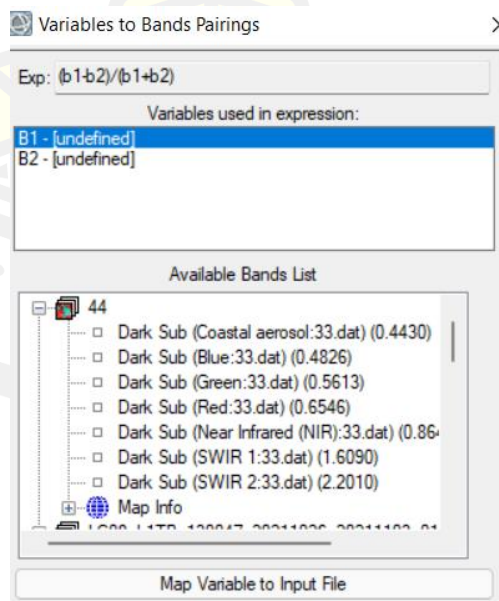 Variables to Bands Pairings
Exp: (b1-b2)/(b1+b2)
Variables used in expression:
B1 - [undefined]
B2 - [undefined]
Available Bands List
44
Dark Sub (Coastal aerosol:33.dat) (0.4430)
Dark Sub (Blue:33.dat) (0.4826)
Dark Sub (Green:33.dat) (0.5613)
Dark Sub (Red:33.dat) (0.6546)
Dark Sub (Near Infrared (NIR):33.dat) (0.864
Dark Sub (SWIR 1:33.dat) (1.6090)
Dark Sub (SWIR 2:33.dat) (2.2010)
Map Info
Map Variable to Input File